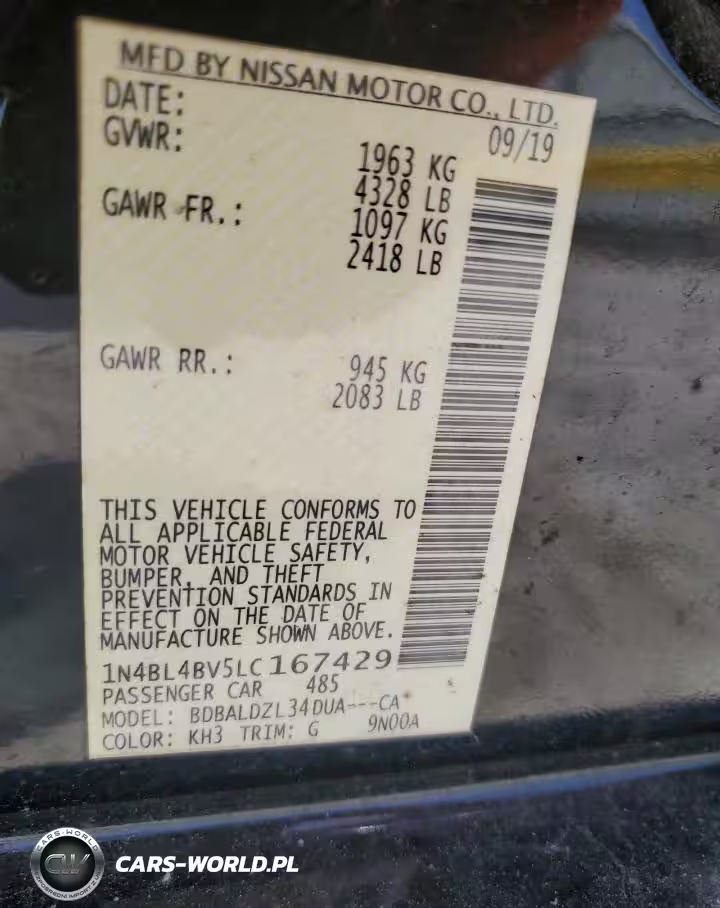 MFD BY NISSAN MOTOR CO., LTD.
DATE: 09/19
GVWR: 1963 KG
4328 LB
GAWR FR.: 1097 KG
2418 LB
GAWR RR.: 945 KG
2083 LB
THIS VEHICLE CONFORMS TO
ALL APPLICABLE FEDERAL
MOTOR VEHICLE SAFETY,
BUMPER, AND THEFT
PREVENTION STANDARDS IN
EFFECT ON THE DATE OF
MANUFACTURE SHOWN ABOVE.
1N4BL4BV5LC167429
PASSENGER CAR 485
MODEL: BDBALDZL34DUA---CA
COLOR: KH3 TRIM: G 9N00A
CARS-WORLD
CW
CARS-WORLD.PL